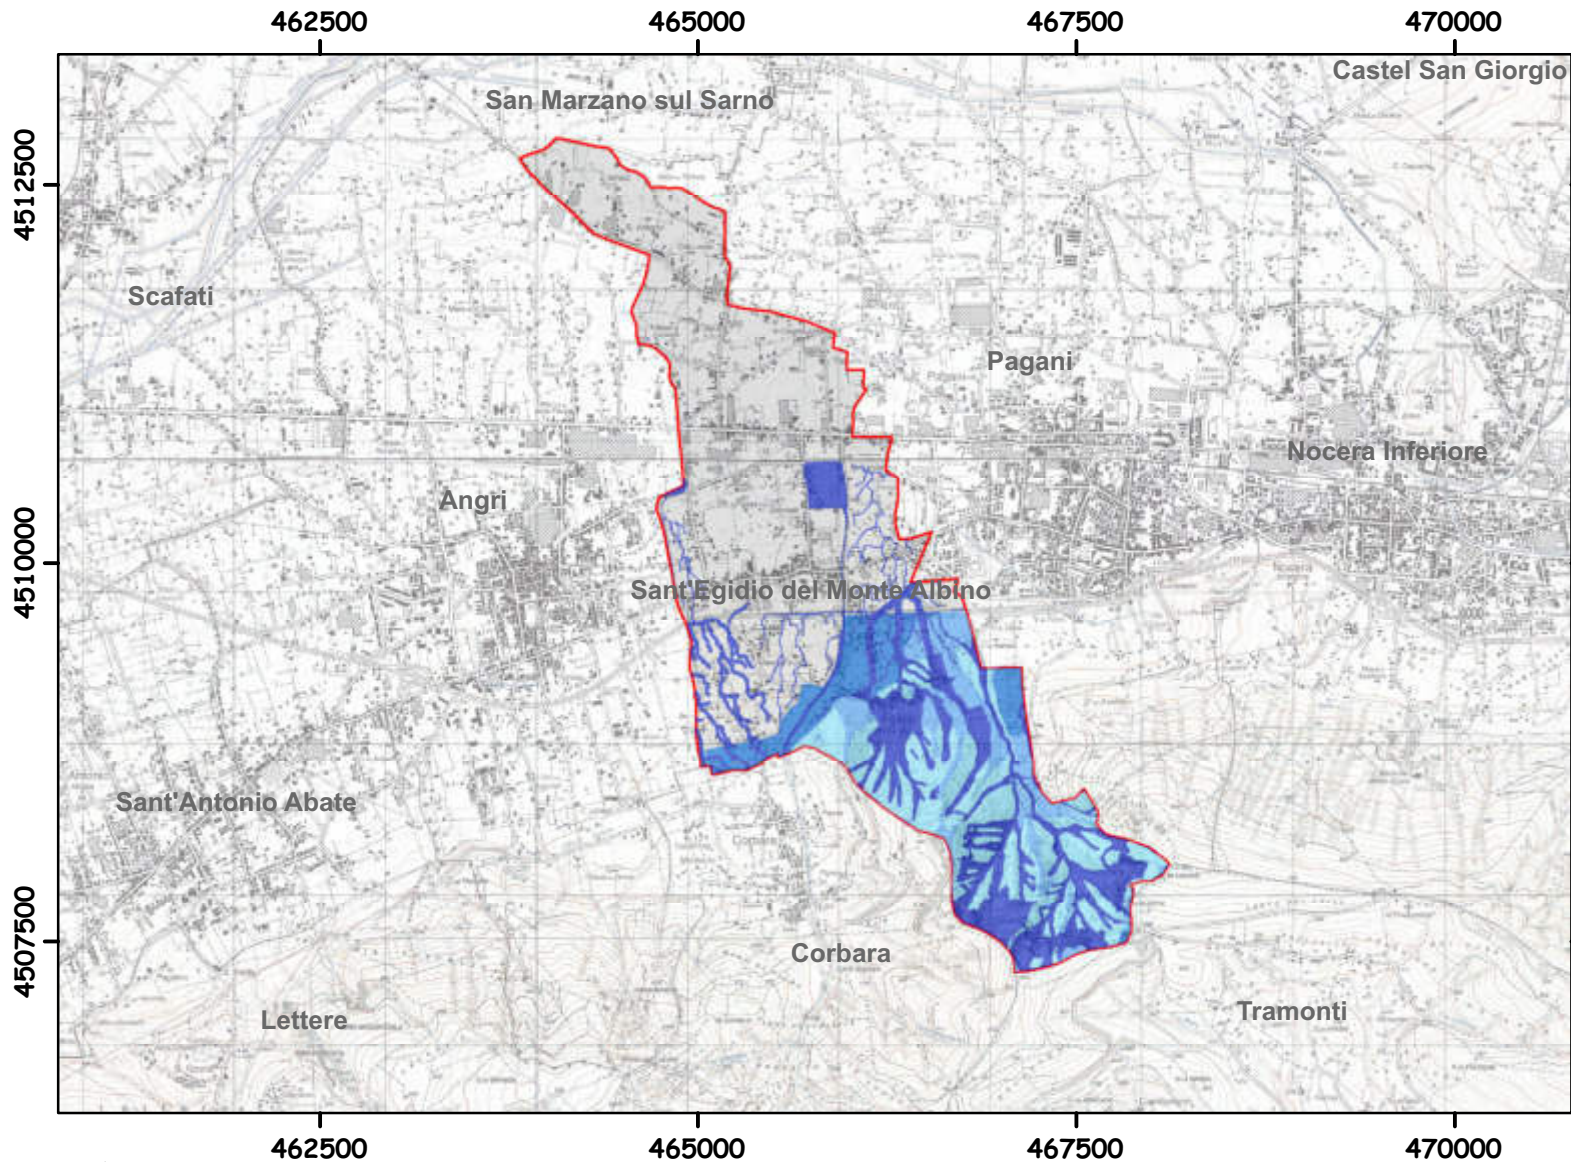 462500 465000 467500 470000
Castel San Giorgio
San Marzano sul Sarno
4512500
Scafati
Pagani
Nocera Inferiore
Angri
4510000
Sant'Egidio del Monte Albino
Sant'Antonio Abate
4507500
Corbara
Tramonti
Lettere
462500 465000 467500 470000